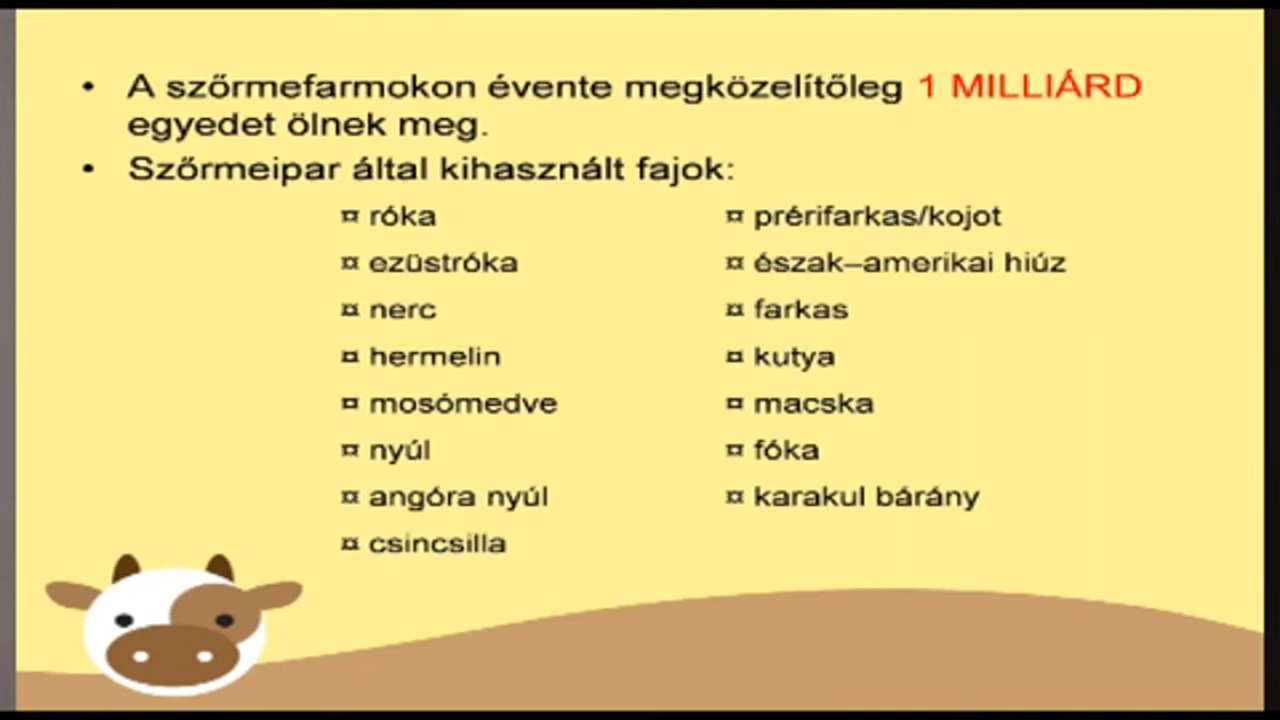 • A szőrmefarmokon évente megközelítőleg 1 MILLIÁRD
egyedet ölnek meg.
• Szőrmeipar által kihasznált fajok:
¤ róka
¤ ezüstróka
¤ nerc
¤ hermelin
¤ mosómedve
¤ nyúl
¤ angóra nyúl
¤ csincsilla
¤ prérifarkas/kojot
¤ észak–amerikai hiúz
¤ farkas
¤ kutya
¤ macska
¤ fóka
¤ karakul bárány